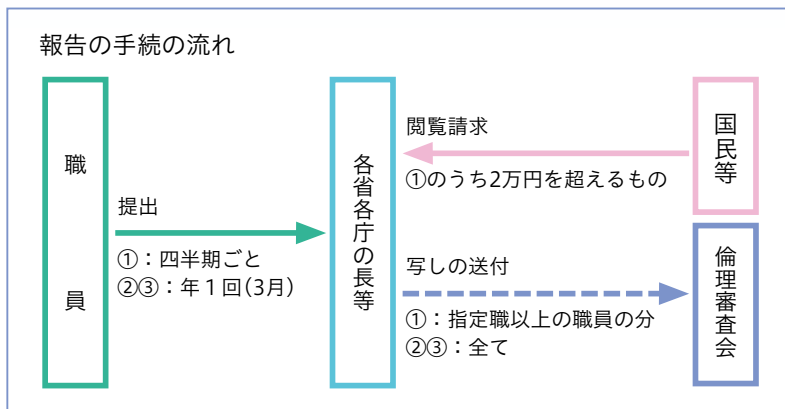 報告の手続の流れ
職員
提出
①：四半期ごと
②③：年１回(3月)
各省各庁の長等
閲覧請求
①のうち2万円を超えるもの
国民等
写しの送付
①：指定職以上の職員の分
②③：全て
倫理審査会